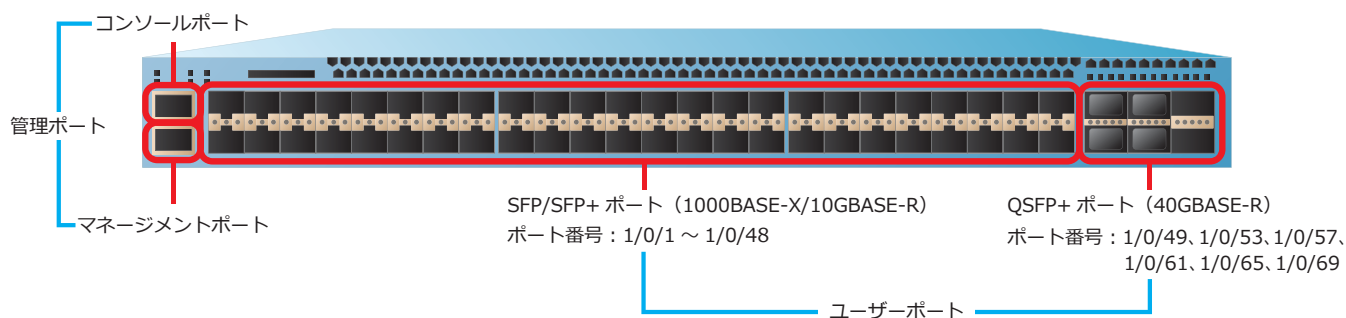 コンソールポート
管理ポート
マネージメントポート
SFP/SFP+ ポート（1000BASE-X/10GBASE-R）
ポート番号：1/0/1 ～ 1/0/48
QSFP+ ポート（40GBASE-R）
ポート番号：1/0/49、1/0/53、1/0/57、
1/0/61、1/0/65、1/0/69
ユーザーポート